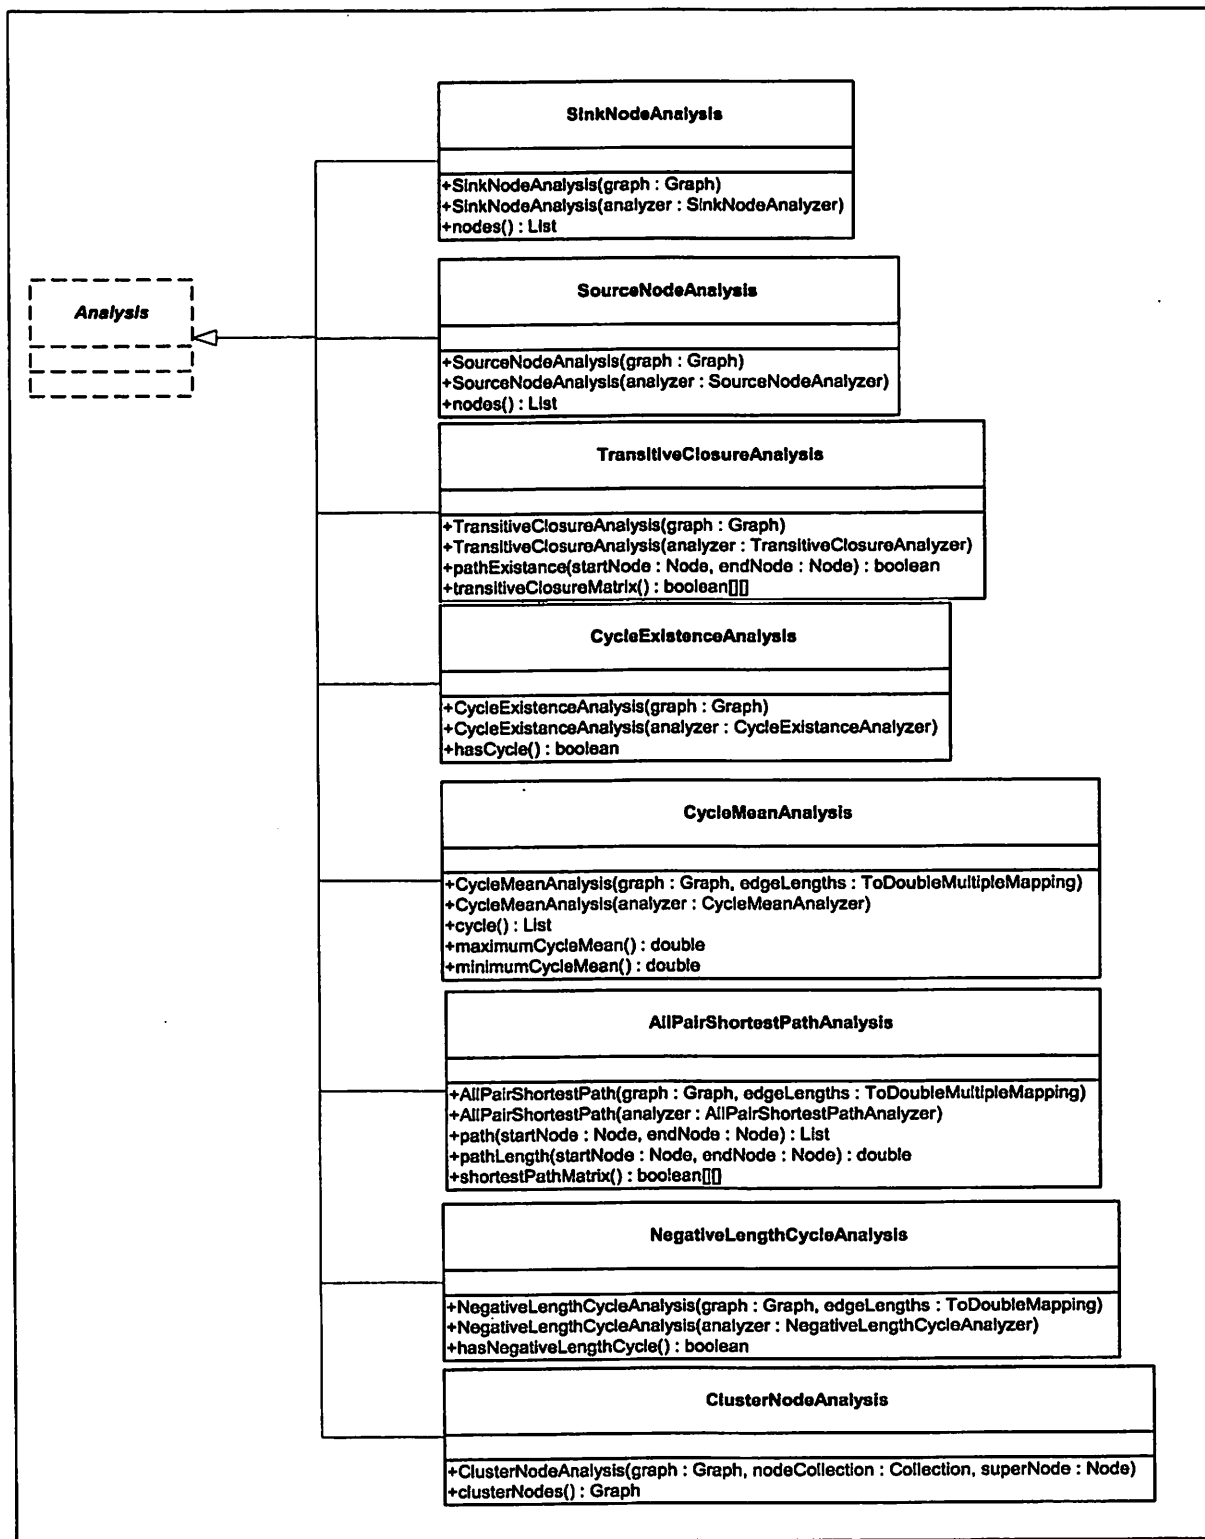 SinkNodeAnalysis
+SinkNodeAnalysis(graph : Graph)
+SinkNodeAnalysis(analyzer : SinkNodeAnalyzer)
+nodes() : List
Analysis
SourceNodeAnalysis
+SourceNodeAnalysis(graph : Graph)
+SourceNodeAnalysis(analyzer : SourceNodeAnalyzer)
+nodes() : List
TransitiveClosureAnalysis
+TransitiveClosureAnalysis(graph : Graph)
+TransitiveClosureAnalysis(analyzer : TransitiveClosureAnalyzer)
+pathExistance(startNode : Node, endNode : Node) : boolean
+transitiveClosureMatrix() : boolean[][]
CycleExistenceAnalysis
+CycleExistenceAnalysis(graph : Graph)
+CycleExistanceAnalysis(analyzer : CycleExistanceAnalyzer)
+hasCycle() : boolean
CycleMeanAnalysis
+CycleMeanAnalysis(graph : Graph, edgeLengths : ToDoubleMultipleMapping)
+CycleMeanAnalysis(analyzer : CycleMeanAnalyzer)
+cycle() : List
+maximumCycleMean() : double
+minimumCycleMean() : double
AllPairShortestPathAnalysis
+AllPairShortestPath(graph : Graph, edgeLengths : ToDoubleMultipleMapping)
+AllPairShortestPath(analyzer : AllPairShortestPathAnalyzer)
+path(startNode : Node, endNode : Node) : List
+pathLength(startNode : Node, endNode : Node) : double
+shortestPathMatrix() : boolean[][]
NegativeLengthCycleAnalysis
+NegativeLengthCycleAnalysis(graph : Graph, edgeLengths : ToDoubleMapping)
+NegativeLengthCycleAnalysis(analyzer : NegativeLengthCycleAnalyzer)
+hasNegativeLengthCycle() : boolean
ClusterNodeAnalysis
+ClusterNodeAnalysis(graph : Graph, nodeCollection : Collection, superNode : Node)
+clusterNodes() : Graph